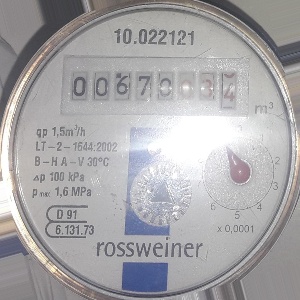 10.022121
0067
m³
qp 1,5m³/h
LT-2-1644:2002
B-H A-V 30°C
Δp 100 kPa
p max 1,6 MPa
D 91
6.131.73
x 0,0001
rossweiner